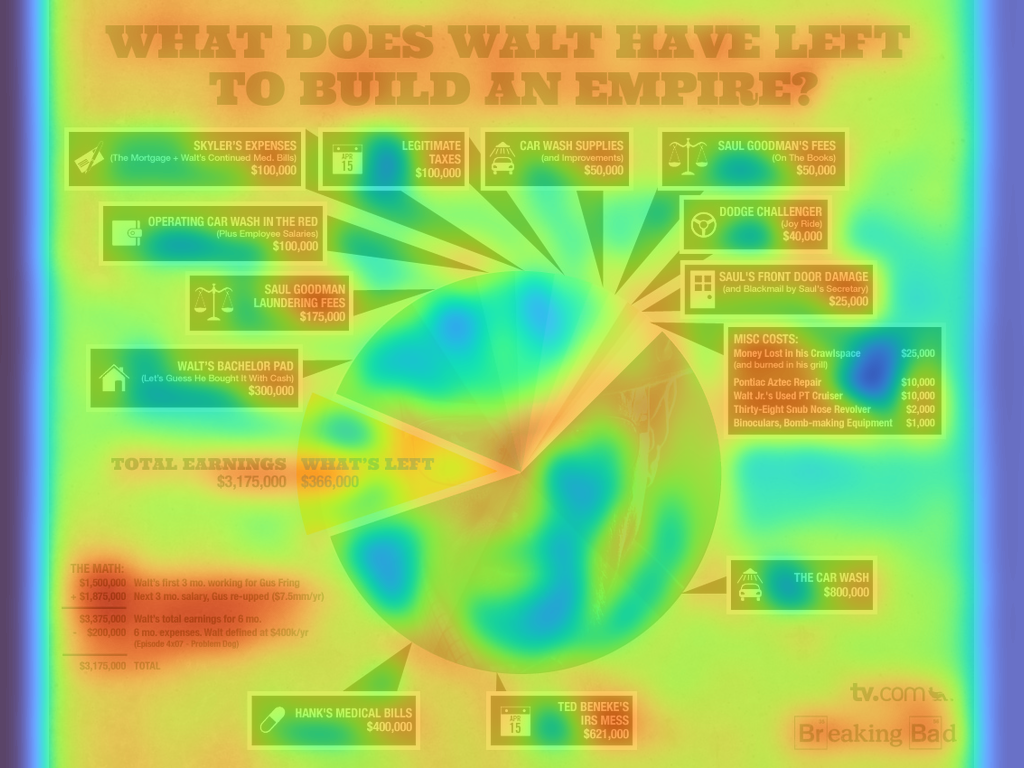 WHAT DOES WALT HAVE LEFT
TO BUILD AN EMPIRE?
SKYLER'S EXPENSES
(The Mortgage + Walt's Continued Med. Bills)
$100,000
APR
15
LEGITIMATE
TAXES
$100,000
CAR WASH SUPPLIES
(and Improvements)
$50,000
SAUL GOODMAN'S FEES
(On The Books)
$50,000
OPERATING CAR WASH IN THE RED
(Plus Employee Salaries)
$100,000
DODGE CHALLENGER
(Joy Ride)
$40,000
SAUL GOODMAN
LAUNDERING FEES
$175,000
SAUL'S FRONT DOOR DAMAGE
(and Blackmail by Saul's Secretary)
$25,000
WALT'S BACHELOR PAD
(Let's Guess He Bought It With Cash)
$300,000
MISC COSTS:
Money Lost in his Crawlspace $25,000
(and burned in his grill)
Pontiac Aztec Repair $10,000
Walt Jr.'s Used PT Cruiser $10,000
Thirty-Eight Smub Nose Revolver $2,000
Binoculars, Bomb-making Equipment $1,000
TOTAL EARNINGS
$3,175,000
WHAT'S LEFT
$366,000
THE MATH:
$1,500,000 Walt's first 3 mo. working for Gus Fring
+ $1,875,000 Next 3 mo. salary, Gus re-upped ($7.5mm/yr)
$3,375,000 Walt's total earnings for 6 mo.
- $200,000 6 mo. expenses. Walt defined at $400k/yr
(Episode 4x07 - Problem Dog)
$3,175,000 TOTAL
THE CAR WASH
$800,000
HANK'S MEDICAL BILLS
$400,000
APR
15
TED BENEKE'S
IRS MESS
$621,000
tv.com
Breaking Bad